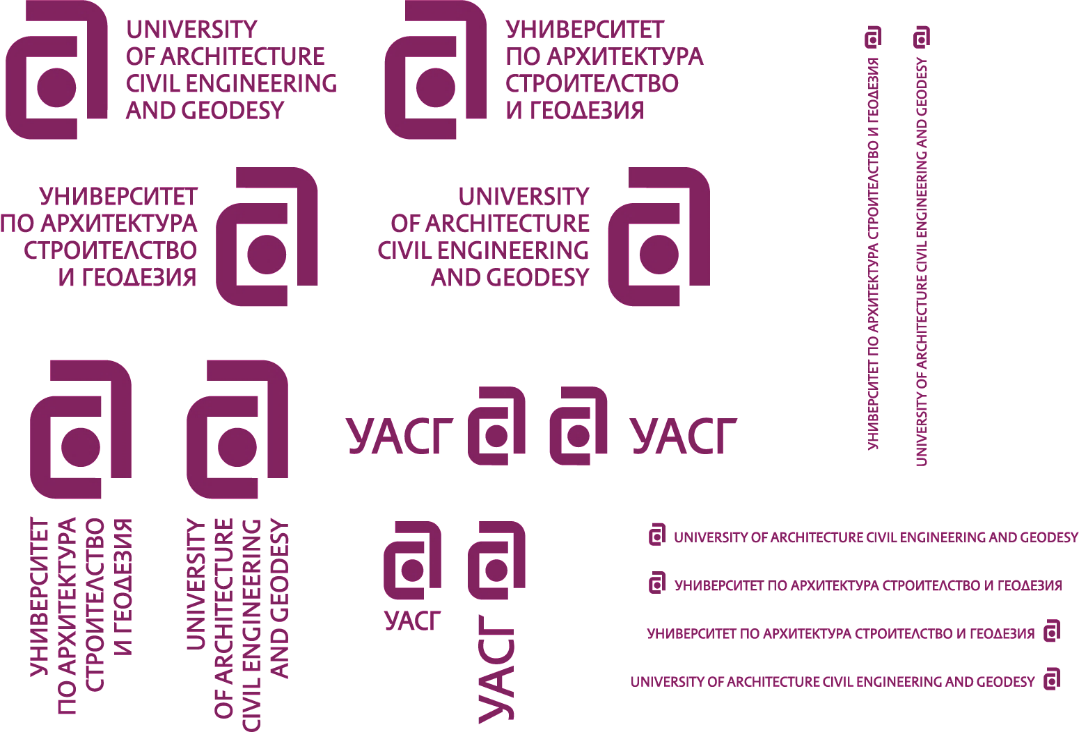 UNIVERSITY
OF ARCHITECTURE
CIVIL ENGINEERING
AND GEODESY
УНИВЕРСИТЕТ
ПО АРХИТЕКТУРА
СТРОИТЕЛСТВО
И ГЕОДЕЗИЯ
УНИВЕРСИТЕТ ПО АРХИТЕКТУРА СТРОИТЕЛСТВО И ГЕОДЕЗИЯ
UNIVERSITY OF ARCHITECTURE CIVIL ENGINEERING AND GEODESY
УНИВЕРСИТЕТ
ПО АРХИТЕКТУРА
СТРОИТЕЛСТВО
И ГЕОДЕЗИЯ
UNIVERSITY
OF ARCHITECTURE
CIVIL ENGINEERING
AND GEODESY
УНИВЕРСИТЕТ
ПО АРХИТЕКТУРА
СТРОИТЕЛСТВО
И ГЕОДЕЗИЯ
UNIVERSITY
OF ARCHITECTURE
CIVIL ENGINEERING
AND GEODESY
УАСГ
УАСГ
УАСГ
УАСГ
UNIVERSITY OF ARCHITECTURE CIVIL ENGINEERING AND GEODESY
УНИВЕРСИТЕТ ПО АРХИТЕКТУРА СТРОИТЕЛСТВО И ГЕОДЕЗИЯ
УНИВЕРСИТЕТ ПО АРХИТЕКТУРА СТРОИТЕЛСТВО И ГЕОДЕЗИЯ
UNIVERSITY OF ARCHITECTURE CIVIL ENGINEERING AND GEODESY